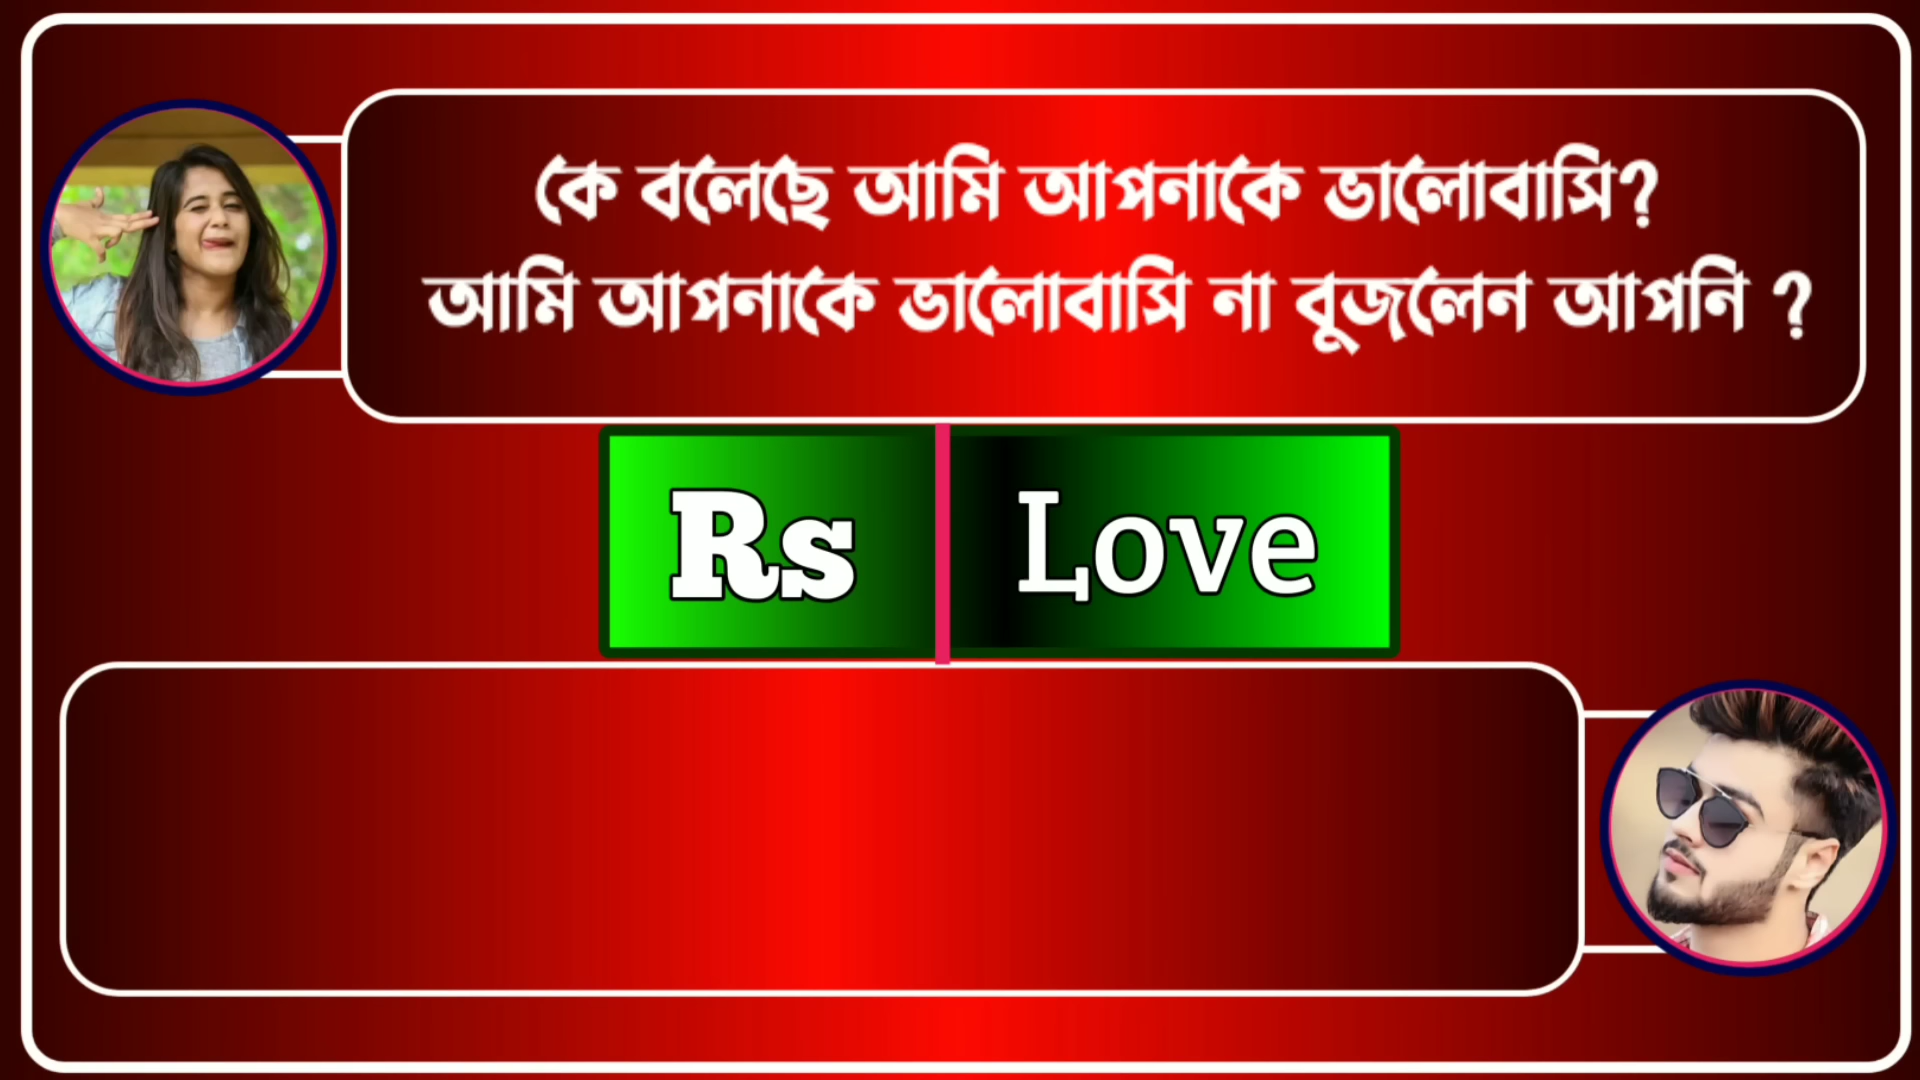 কে বলেছে আমি আপনাকে ভালোবাসি?
আমি আপনাকে ভালোবাসি না বুজলেন আপনি ?
Rs Love